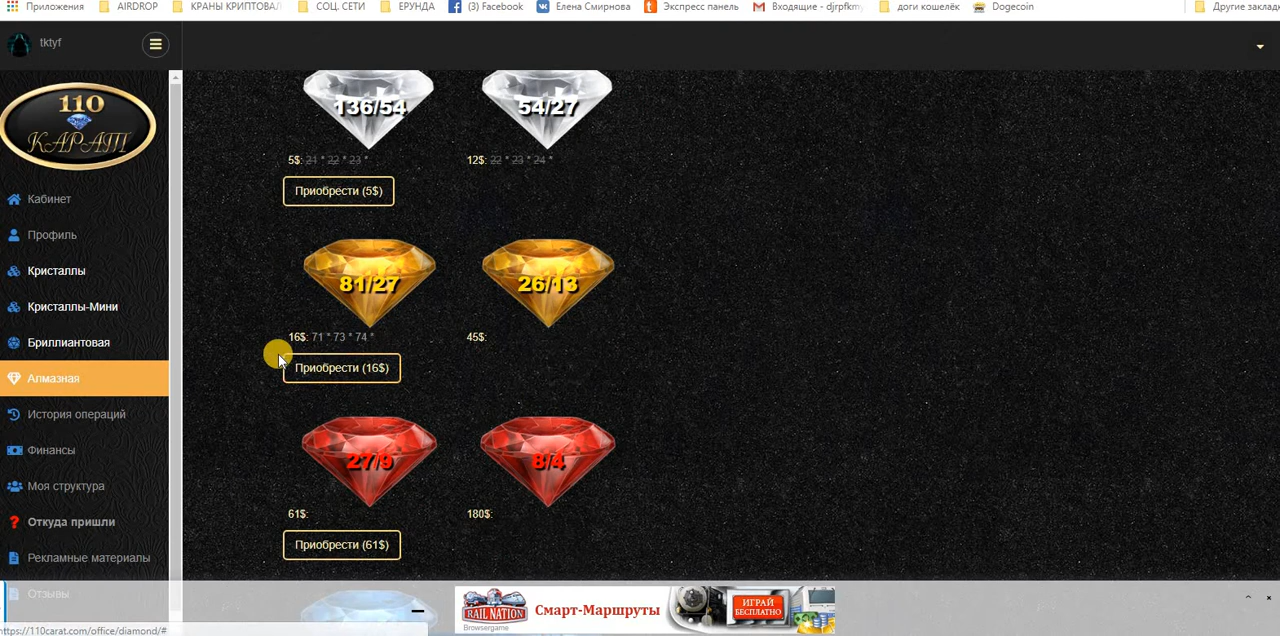 Приложения
AIRDROP
КРАНЫ КРИПТОВАЛ
СОЦ. СЕТИ
ЕРУНДА
(3) Facebook
Елена Смирнова
Экспресс панель
Входящие - djrpfkm
доги кошелёк
Dogecoin
Другие заклад
tktyf
110
КАРАТ
Кабинет
Профиль
Кристаллы
Кристаллы-Мини
Бриллиантовая
Алмазная
История операций
Финансы
Моя структура
? Откуда пришли
Рекламные материалы
Отзывы
136/54
54/27
5$: 21 * 22 * 23 *
12$: 22 * 23 * 24 *
Приобрести (5$)
81/27
26/13
16$: 71 * 73 * 74 *
45$:
Приобрести (16$)
27/9
8/4
61$:
180$:
Приобрести (61$)
RAIL NATION
Browsergame
Смарт-Маршруты
ИГРАЙ
БЕСПЛАТНО
https://110carat.com/office/diamond/#